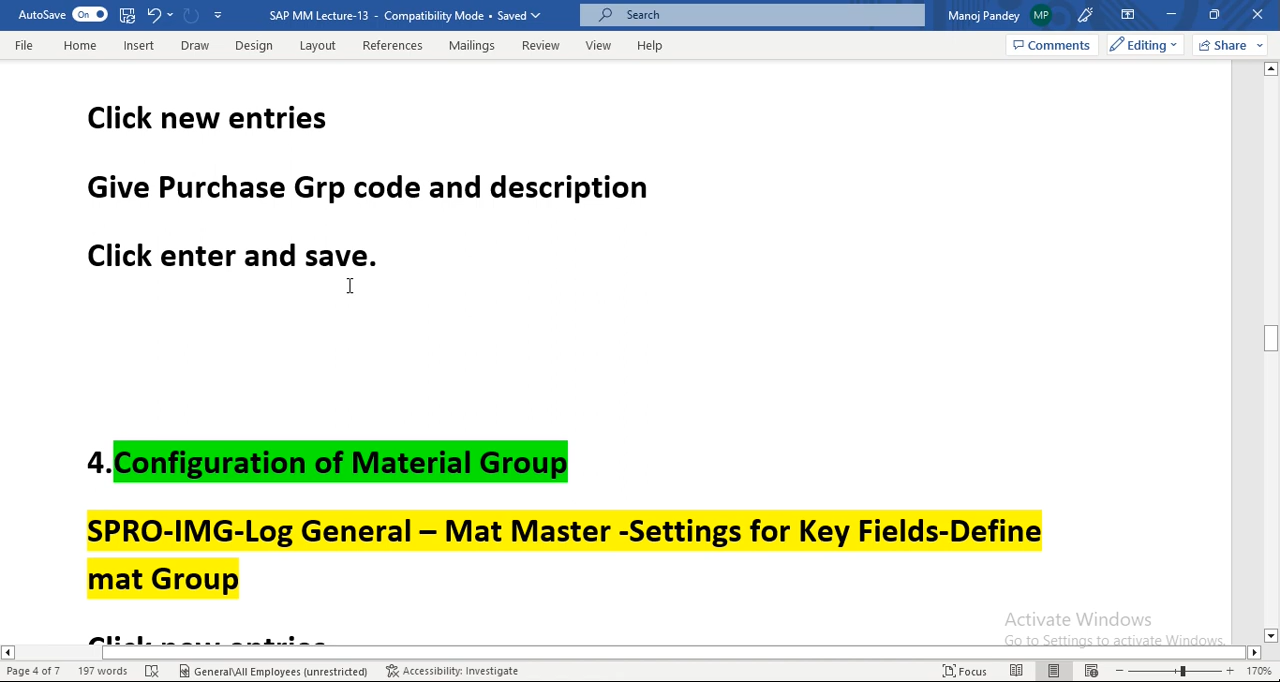 AutoSave On SAP MM Lecture-13 - Compatibility Mode • Saved Search Manoj Pandey MP
File Home Insert Draw Design Layout References Mailings Review View Help Comments Editing Share
Click new entries
Give Purchase Grp code and description
Click enter and save.
4.Configuration of Material Group
SPRO-IMG-Log General – Mat Master -Settings for Key Fields-Define
mat Group
Click new entries
Activate Windows
Go to Settings to activate Windows.
Page 4 of 7 197 words General\All Employees (unrestricted) Accessibility: Investigate Focus 170%